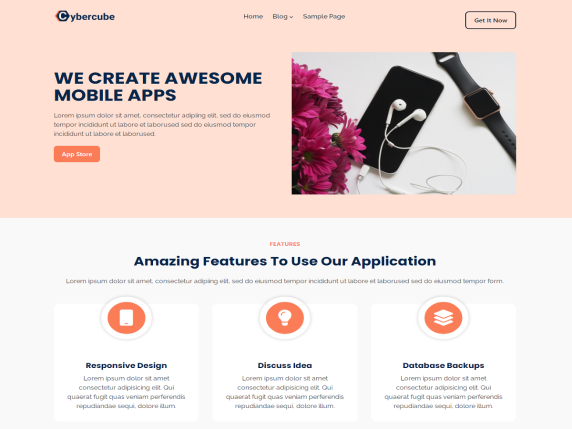 Cybercube
Home Blog Sample Page
Get It Now
WE CREATE AWESOME
MOBILE APPS
Lorem ipsum dolor sit amet, consectetur adipiing elit, sed do eiusmod
tempor incididunt ut labore et laborused sed do eiusmod tempor
incididunt ut labore et laborused.
App Store
FEATURES
Amazing Features To Use Our Application
Lorem ipsum dolor sit amet, consectetur adipiing elit, sed do eiusmod tempor incididunt ut labore et laborused sed do eiusmod tempor form.
Responsive Design
Lorem ipsum dolor sit amet
consectetur adipisicing elit. Qui
quaerat fugit quas veniam perferendis
repudiandae sequi, dolore illum.
Discuss Idea
Lorem ipsum dolor sit amet
consectetur adipisicing elit. Qui
quaerat fugit quas veniam perferendis
repudiandae sequi, dolore illum.
Database Backups
Lorem ipsum dolor sit amet
consectetur adipisicing elit. Qui
quaerat fugit quas veniam perferendis
repudiandae sequi, dolore illum.